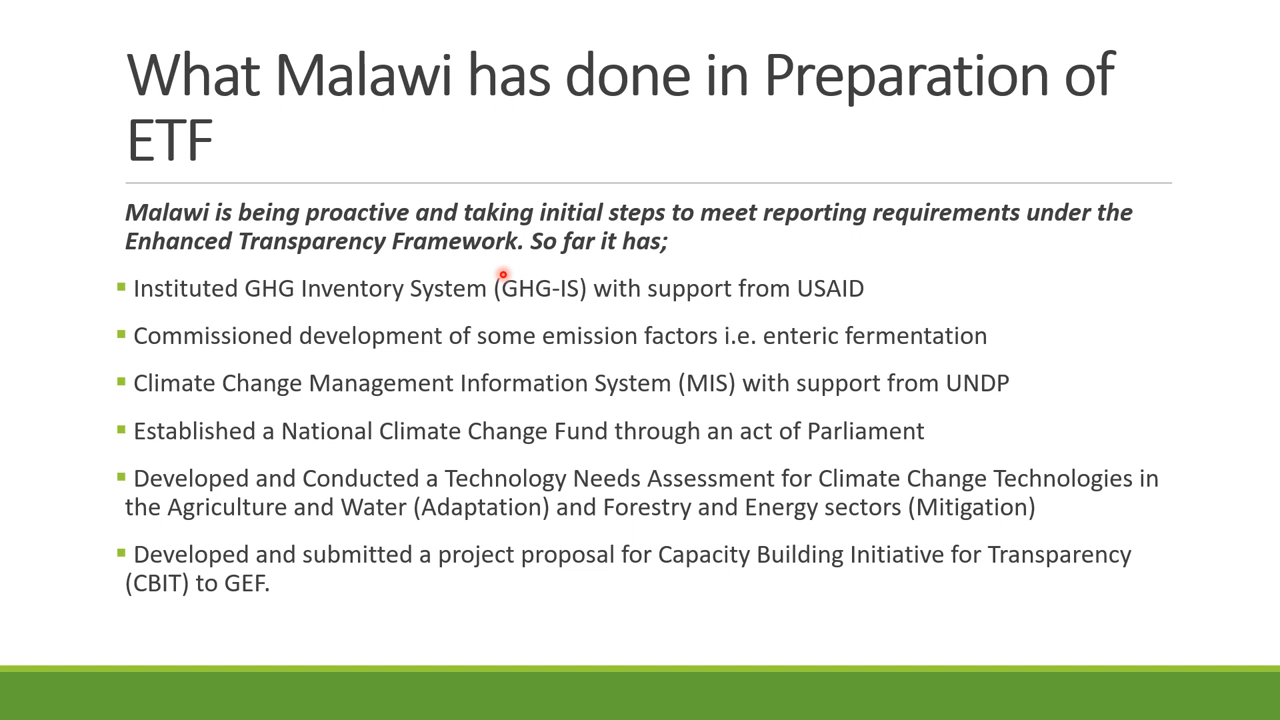 What Malawi has done in Preparation of
ETF
Malawi is being proactive and taking initial steps to meet reporting requirements under the
Enhanced Transparency Framework. So far it has;
▪ Instituted GHG Inventory System (GHG-IS) with support from USAID
▪ Commissioned development of some emission factors i.e. enteric fermentation
▪ Climate Change Management Information System (MIS) with support from UNDP
▪ Established a National Climate Change Fund through an act of Parliament
▪ Developed and Conducted a Technology Needs Assessment for Climate Change Technologies in
the Agriculture and Water (Adaptation) and Forestry and Energy sectors (Mitigation)
▪ Developed and submitted a project proposal for Capacity Building Initiative for Transparency
(CBIT) to GEF.